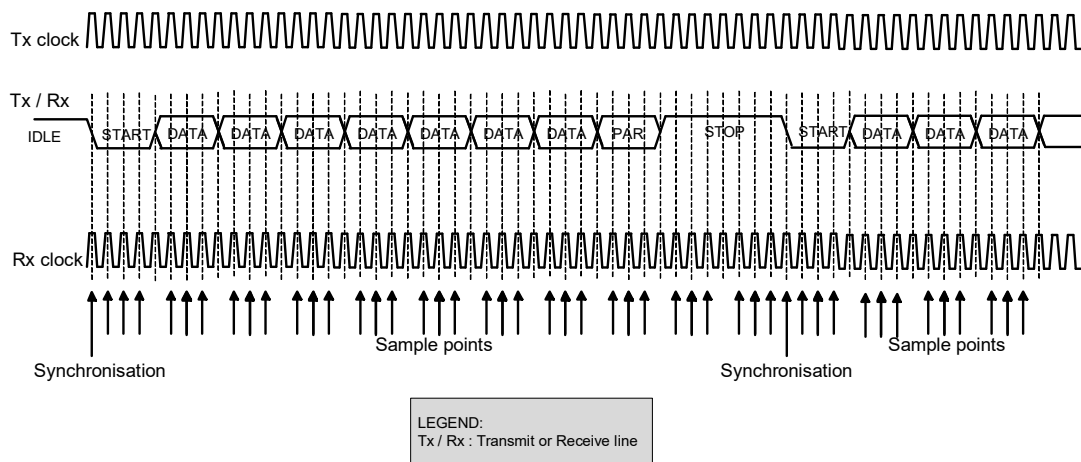 Tx clock
Tx / Rx
IDLE
START DATA DATA DATA DATA DATA DATA DATA PAR STOP START DATA DATA DATA
Rx clock
Sample points Sample points
Synchronisation Synchronisation
LEGEND:
Tx / Rx : Transmit or Receive line